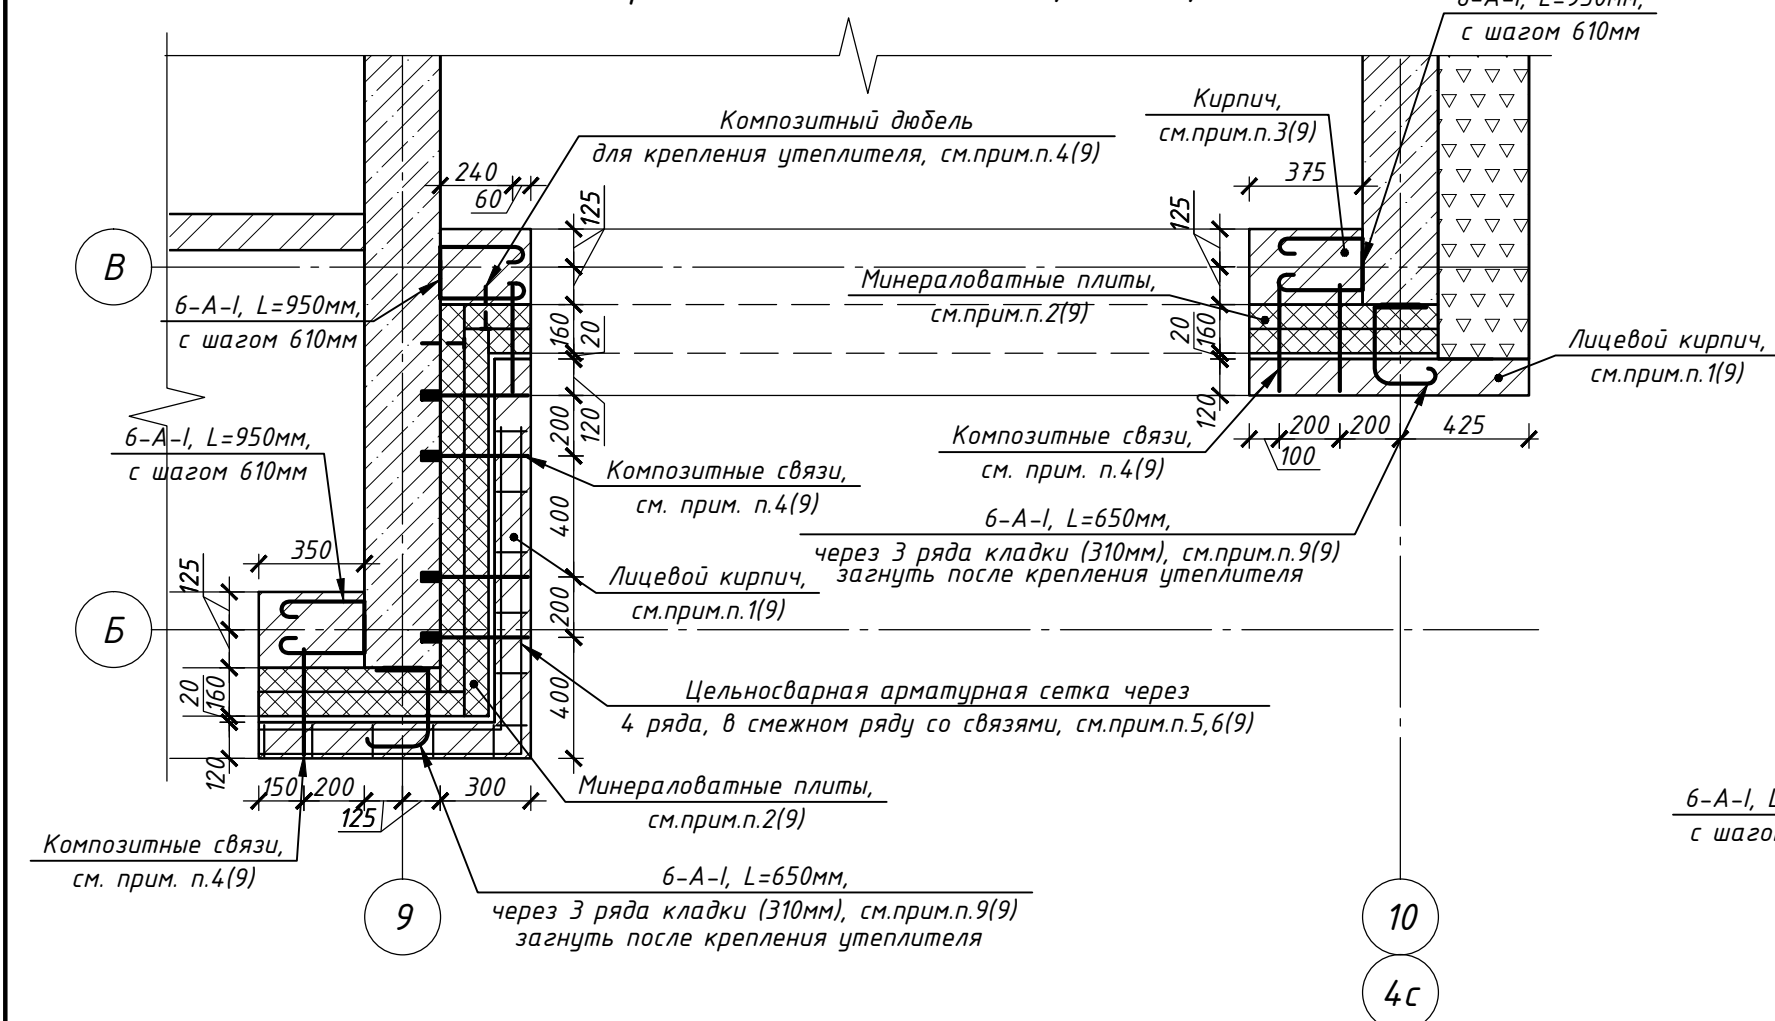 6-А-I, L=950мм,
с шагом 610мм
Композитный дюбель
для крепления утеплителя, см.прим.п.4(9)
Кирпич,
см.прим.п.3(9)
240
60
125
375
125
В
6-А-I, L=950мм,
с шагом 610мм
Минераловатные плиты,
см.прим.п.2(9)
160
20
120
20
160
120
Лицевой кирпич,
см.прим.п.1(9)
6-А-I, L=950мм,
с шагом 610мм
200
400
200
400
Композитные связи,
см. прим. п.4(9)
Композитные связи,
см. прим. п.4(9)
200
200
425
100
6-А-I, L=650мм,
через 3 ряда кладки (310мм), см.прим.п.9(9)
загнуть после крепления утеплителя
350
125
Лицевой кирпич,
см.прим.п.1(9)
Б
20
160
120
Цельносварная арматурная сетка через
4 ряда, в смежном ряду со связями, см.прим.п.5,6(9)
150
200
125
300
Минераловатные плиты,
см.прим.п.2(9)
Композитные связи,
см. прим. п.4(9)
6-А-I, L=650мм,
через 3 ряда кладки (310мм), см.прим.п.9(9)
загнуть после крепления утеплителя
9
10
4с
6-А-I, L
с шаго